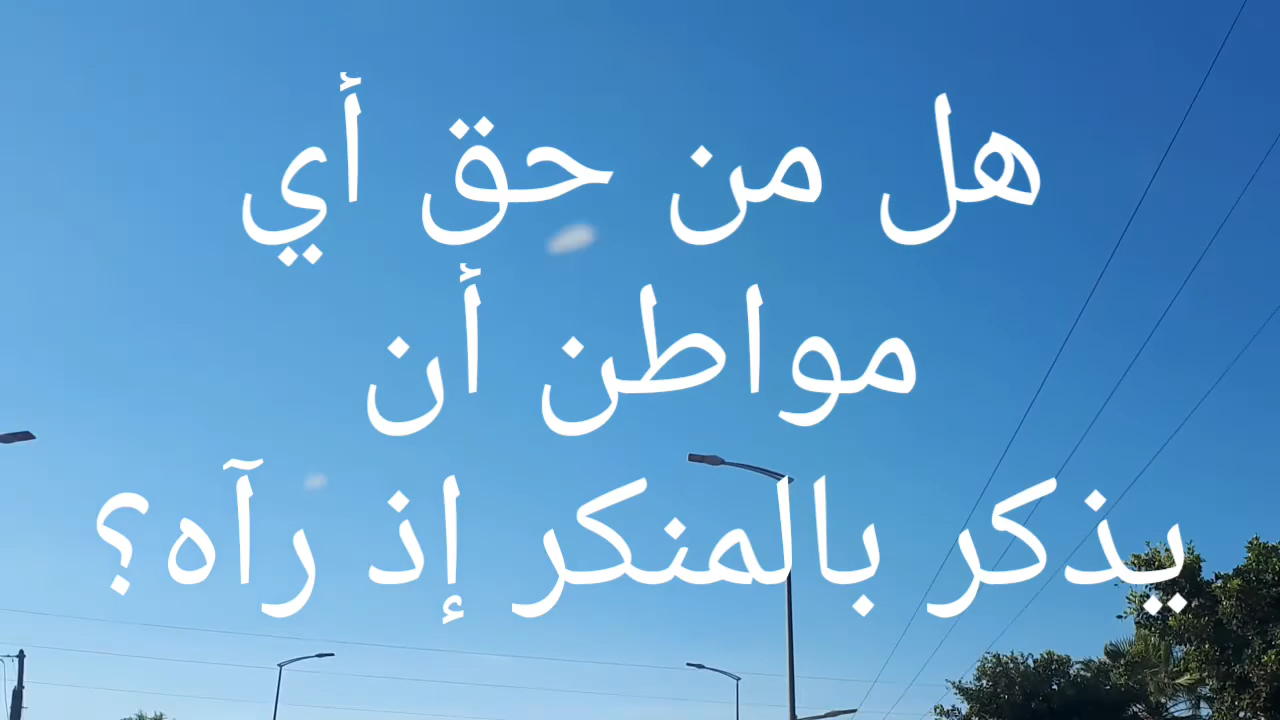 هل من حق أي
مواطن أن
يذكر بالمنكر إذ رآه؟